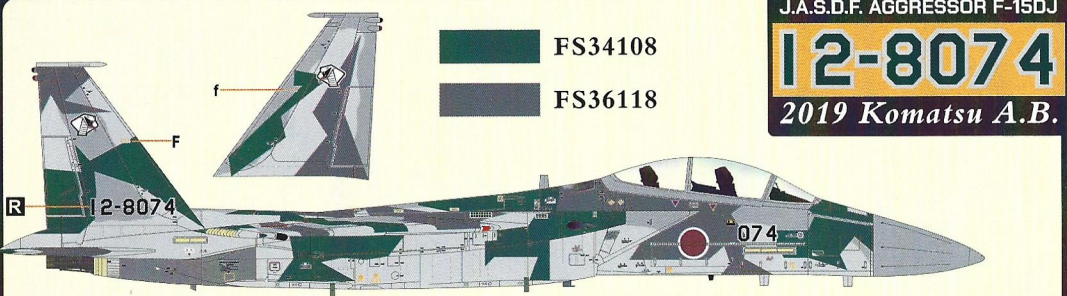 J.A.S.D.F. AGGRESSOR F-15DJ
12-8074
2019 Komatsu A.B.
FS34108
FS36118
f
F
R
12-8074
074